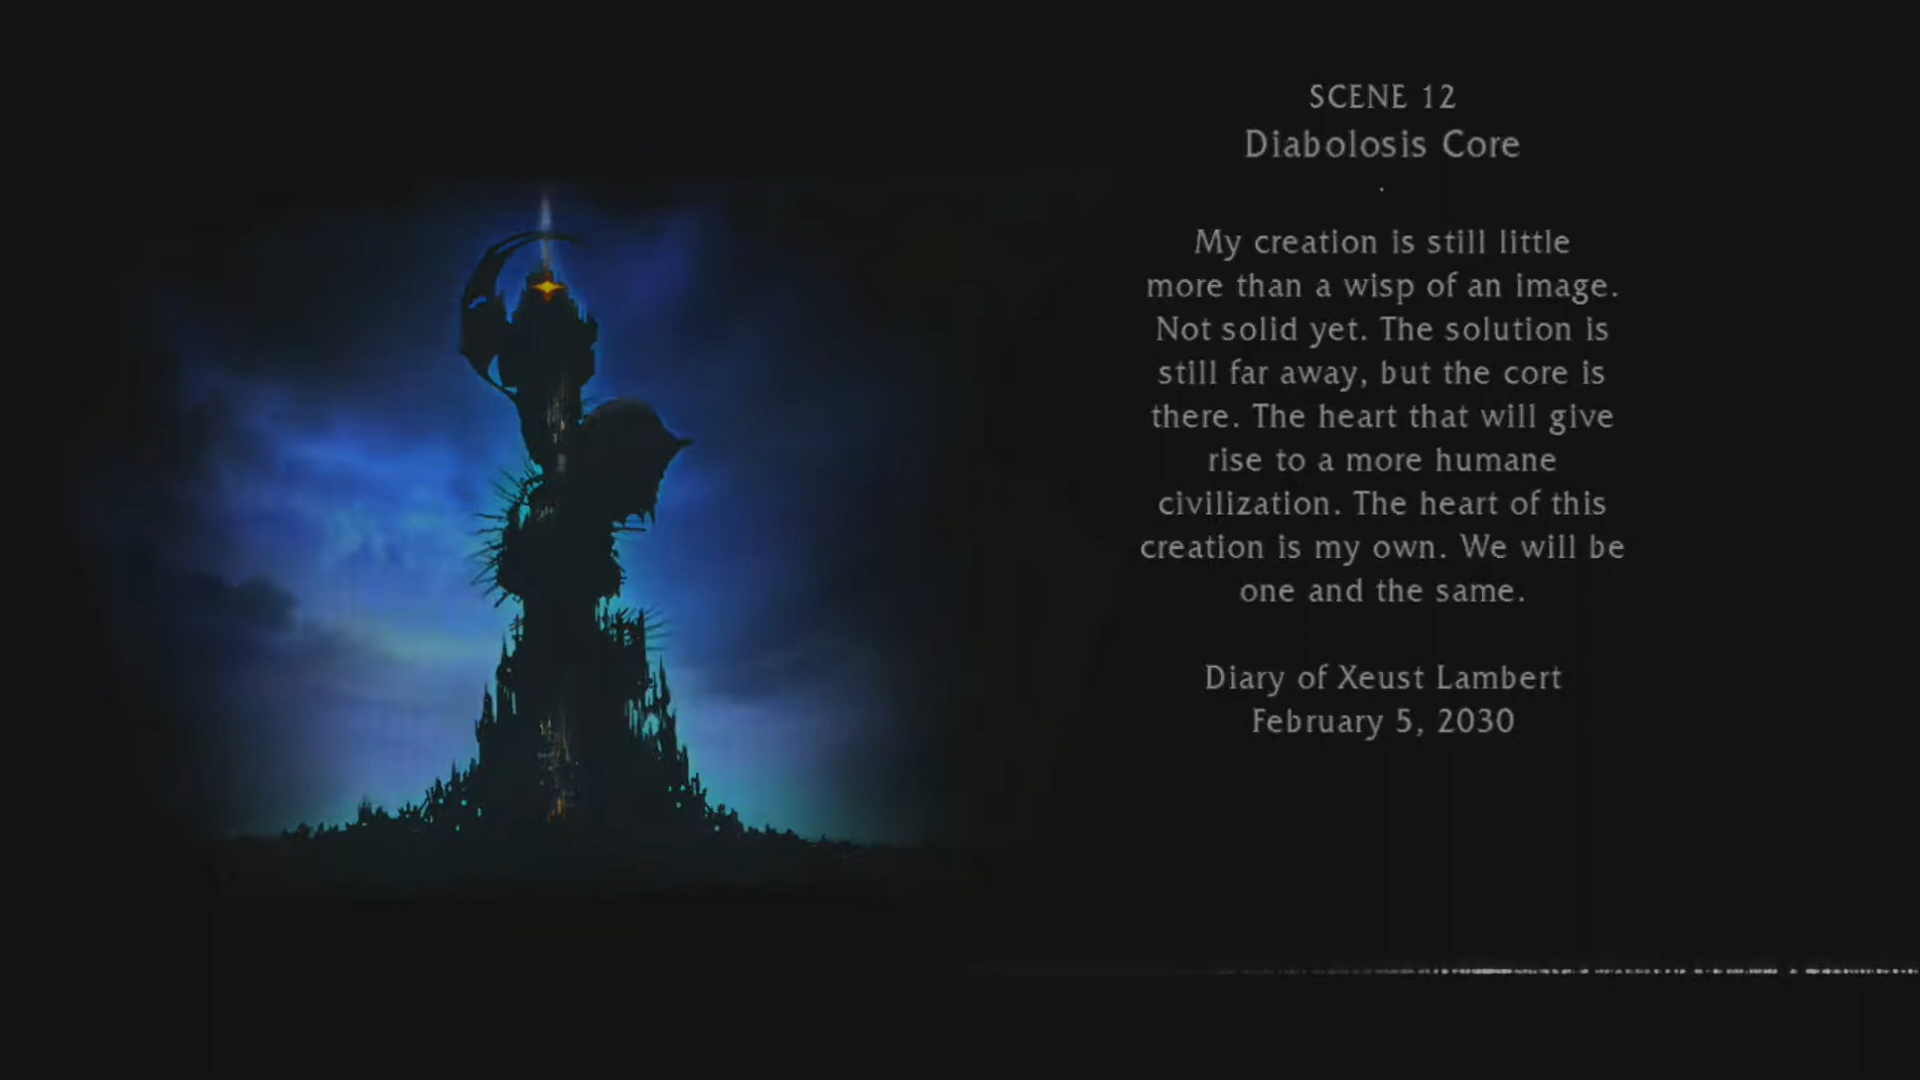 SCENE 12
Diabolosis Core
My creation is still little
more than a wisp of an image.
Not solid yet. The solution is
still far away, but the core is
there. The heart that will give
rise to a more humane
civilization. The heart of this
creation is my own. We will be
one and the same.
Diary of Xeust Lambert
February 5, 2030